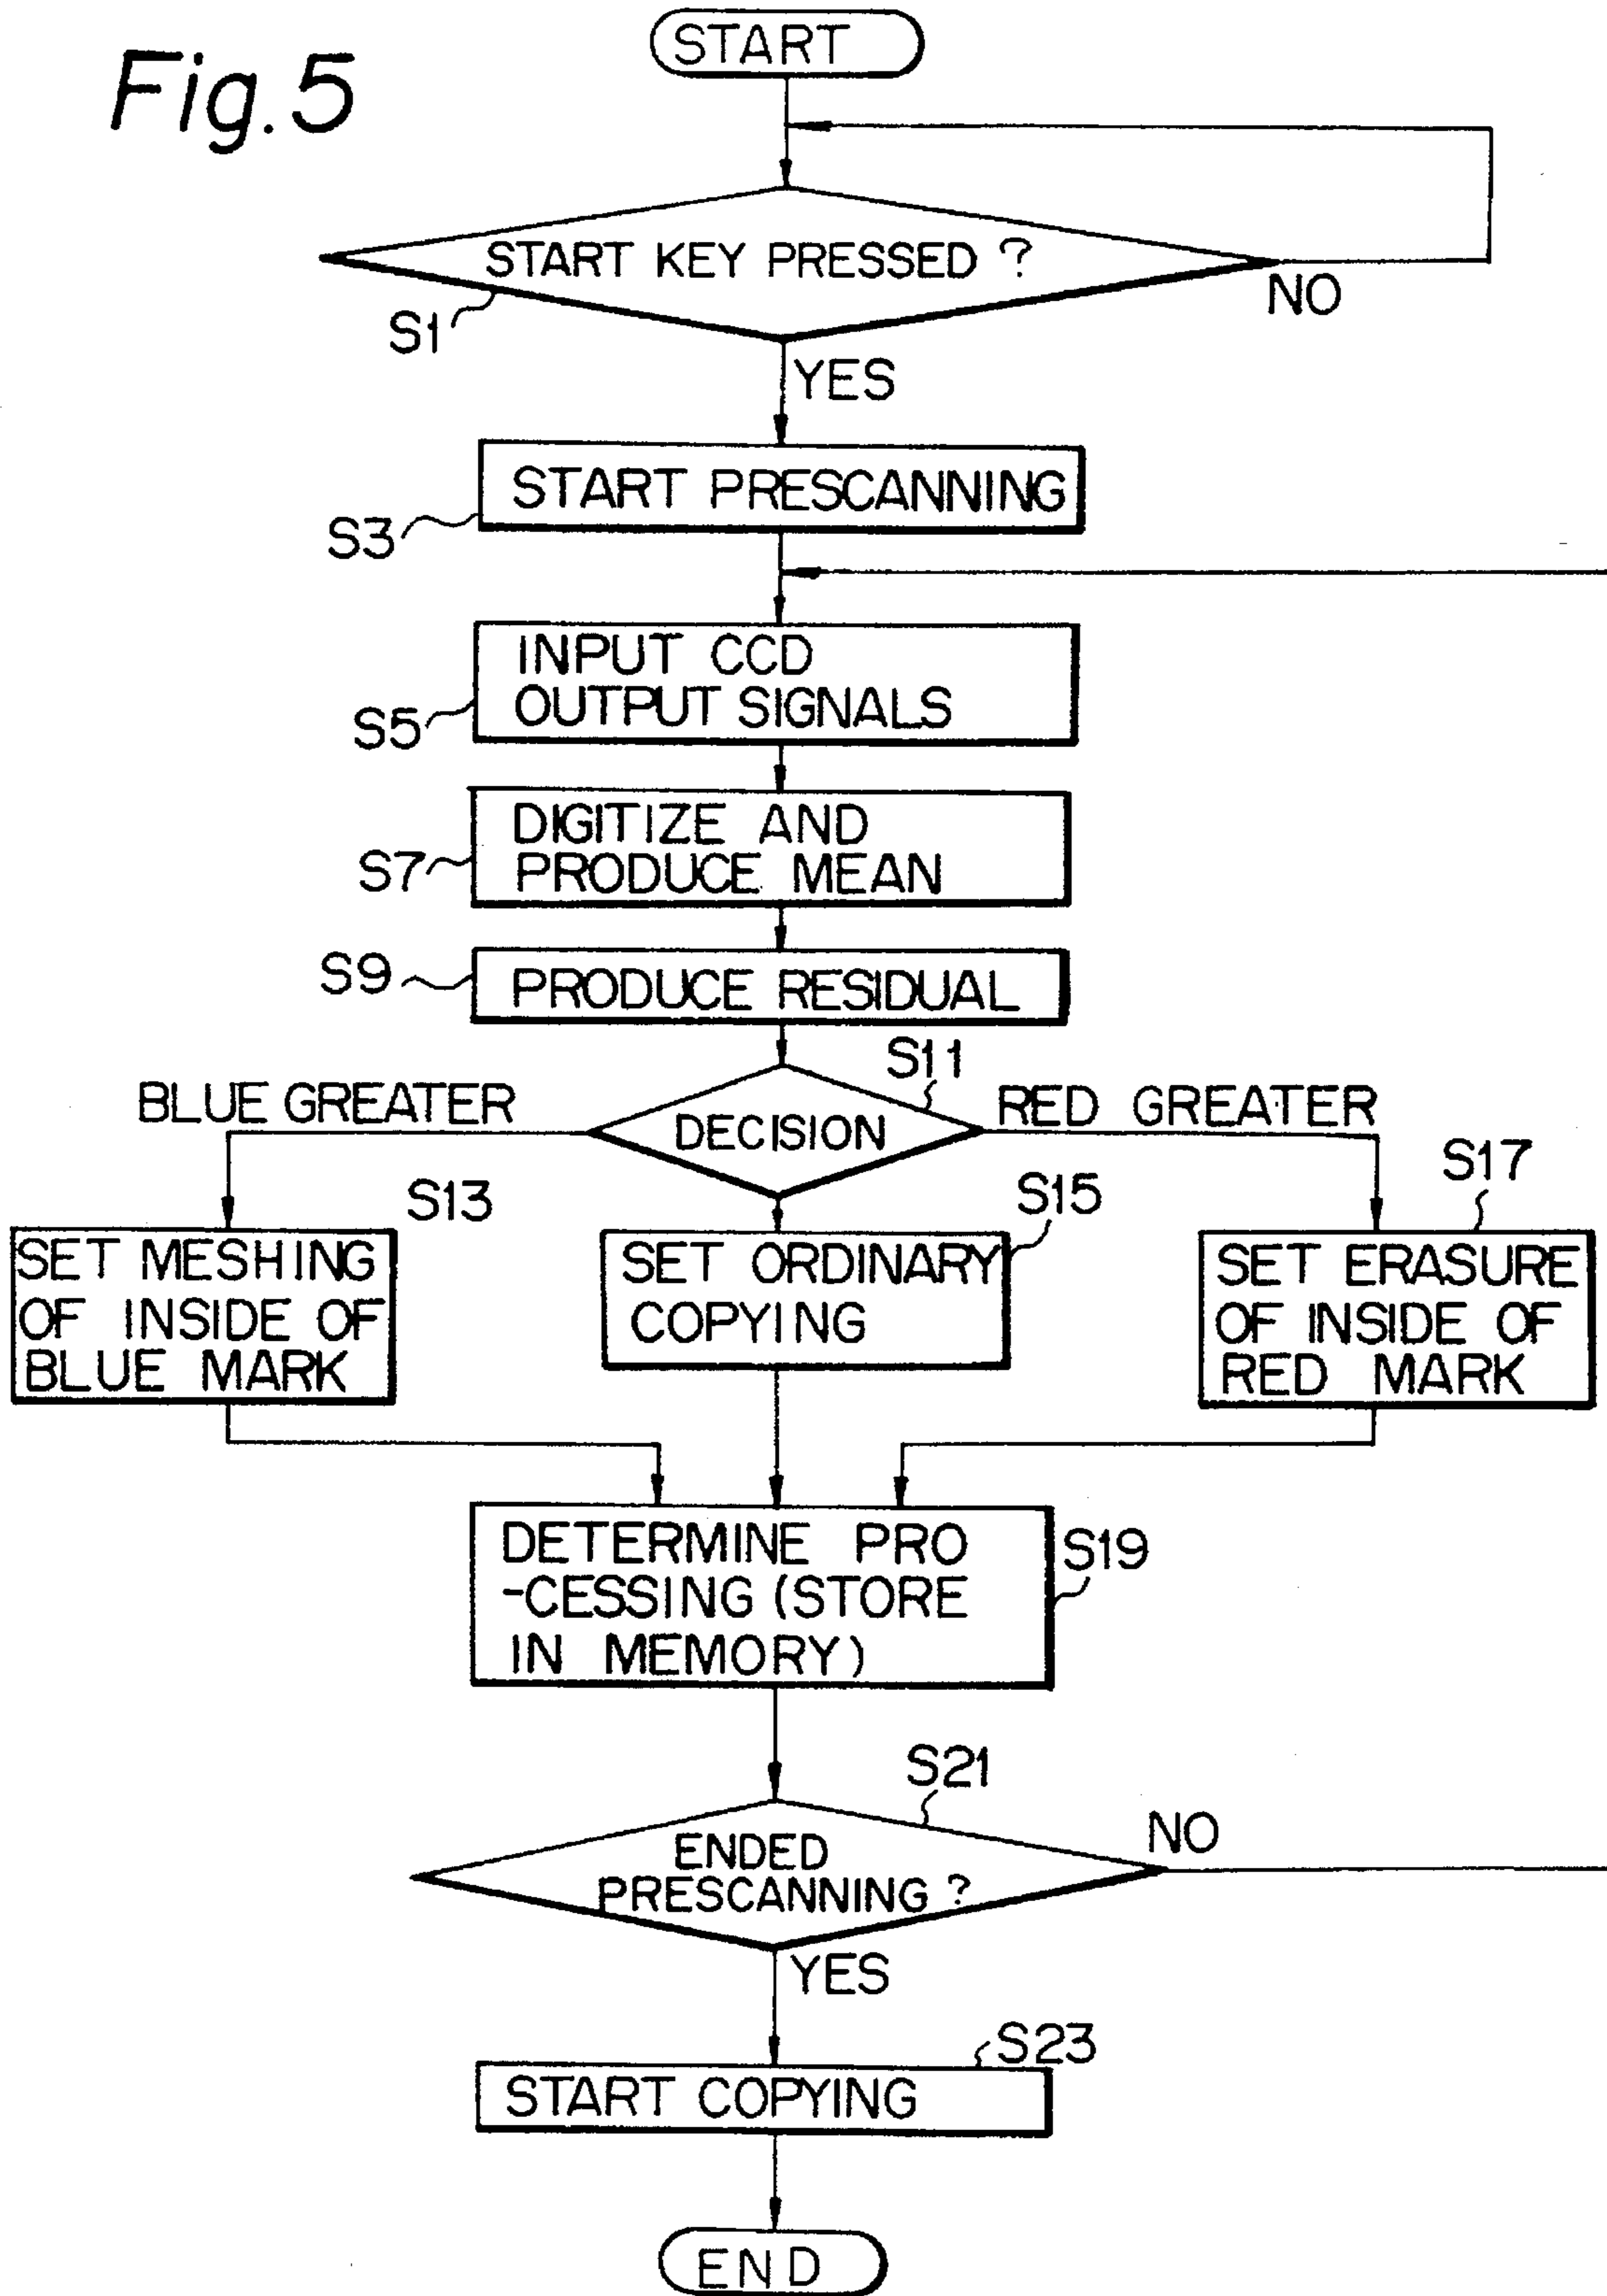 Fig. 5
START
START KEY PRESSED ?
S1
NO
YES
START PRESCANNING
S3
INPUT CCD
OUTPUT SIGNALS
S5
DIGITIZE AND
PRODUCE MEAN
S7
S9
PRODUCE RESIDUAL
S11
BLUE GREATER
DECISION
RED GREATER
S13
SET MESHING
OF INSIDE OF
BLUE MARK
S15
SET ORDINARY
COPYING
S17
SET ERASURE
OF INSIDE OF
RED MARK
DETERMINE PRO
-CESSING (STORE
IN MEMORY)
S19
S21
ENDED
PRESCANNING ?
NO
YES
S23
START COPYING
END